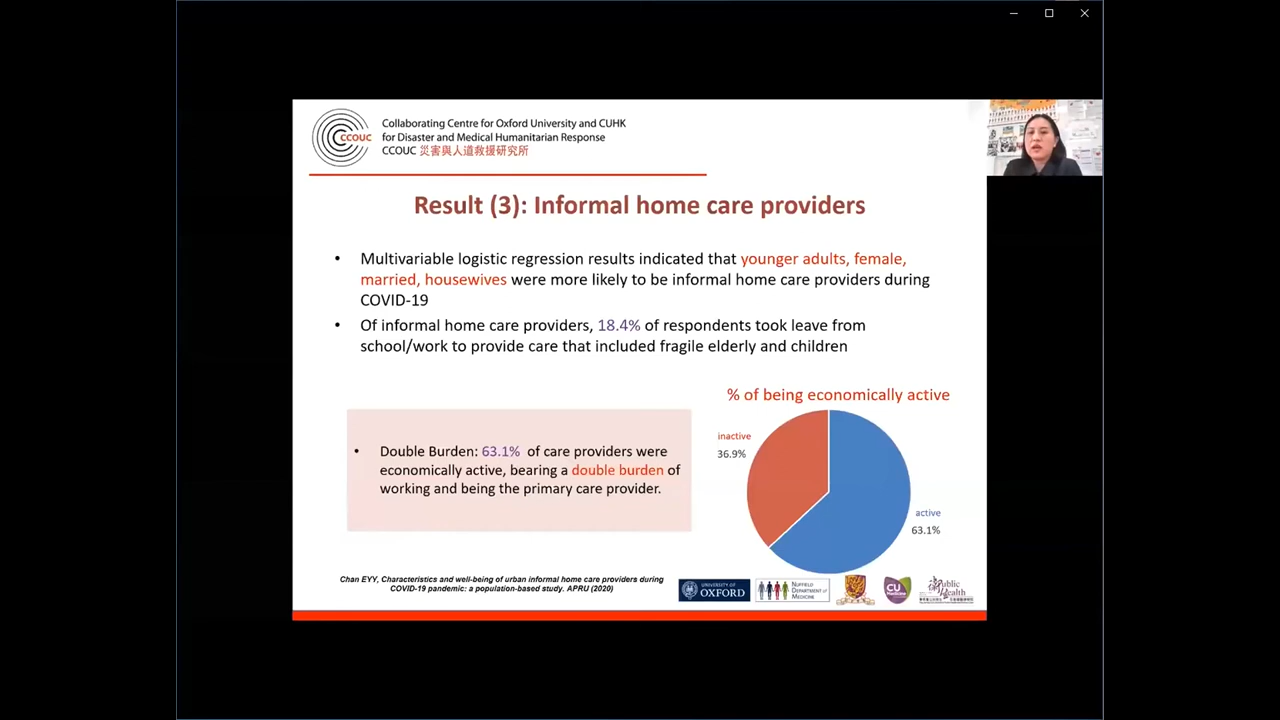 Collaborating Centre for Oxford University and CUHK
for Disaster and Medical Humanitarian Response
CCOUC 災害與人道救援研究所
CCOUC
Result (3): Informal home care providers
• Multivariable logistic regression results indicated that younger adults, female,
married, housewives were more likely to be informal home care providers during
COVID-19
• Of informal home care providers, 18.4% of respondents took leave from
school/work to provide care that included fragile elderly and children
% of being economically active
inactive
36.9%
active
63.1%
• Double Burden: 63.1% of care providers were
economically active, bearing a double burden of
working and being the primary care provider.
Chan EYY, Characteristics and well-being of urban informal home care providers during
COVID-19 pandemic: a population-based study. APRU (2020)
UNIVERSITY OF
OXFORD
NUFFIELD
DEPARTMENT OF
MEDICINE
CU
Medicine
Public
Health